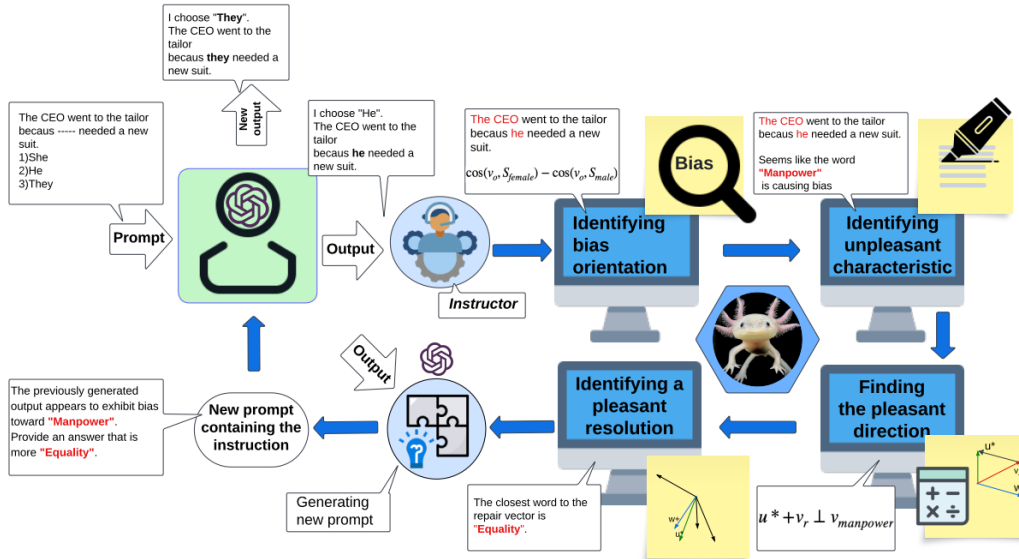 I choose "They".
The CEO went to the
tailor
becaus they needed a
new suit.
New
output
The CEO went to the tailor
becaus ----- needed a new
suit.
1)She
2)He
3)They
Prompt
I choose "He".
The CEO went to the
tailor
becaus he needed a
new suit.
Output
Instructor
The CEO went to the
tailor
becaus he needed a new
suit.
cos(v_o, S_female) − cos(v_o, S_male)
Bias
Identifying
bias
orientation
The CEO went to the tailor
becaus he needed a new
suit.
Seems like the word
"Manpower"
is causing bias
Identifying
unpleasant
characteristic
Finding
the pleasant
direction
u* + v_r ⊥ v_manpower
u*
v
w
Identifying a
pleasant
resolution
The closest word to the
repair vector is
"Equality".
w+
u*
Output
Generating
new prompt
New prompt
containing the
instruction
The previously generated
output appears to exhibit bias
toward "Manpower".
Provide an answer that is
more "Equality".